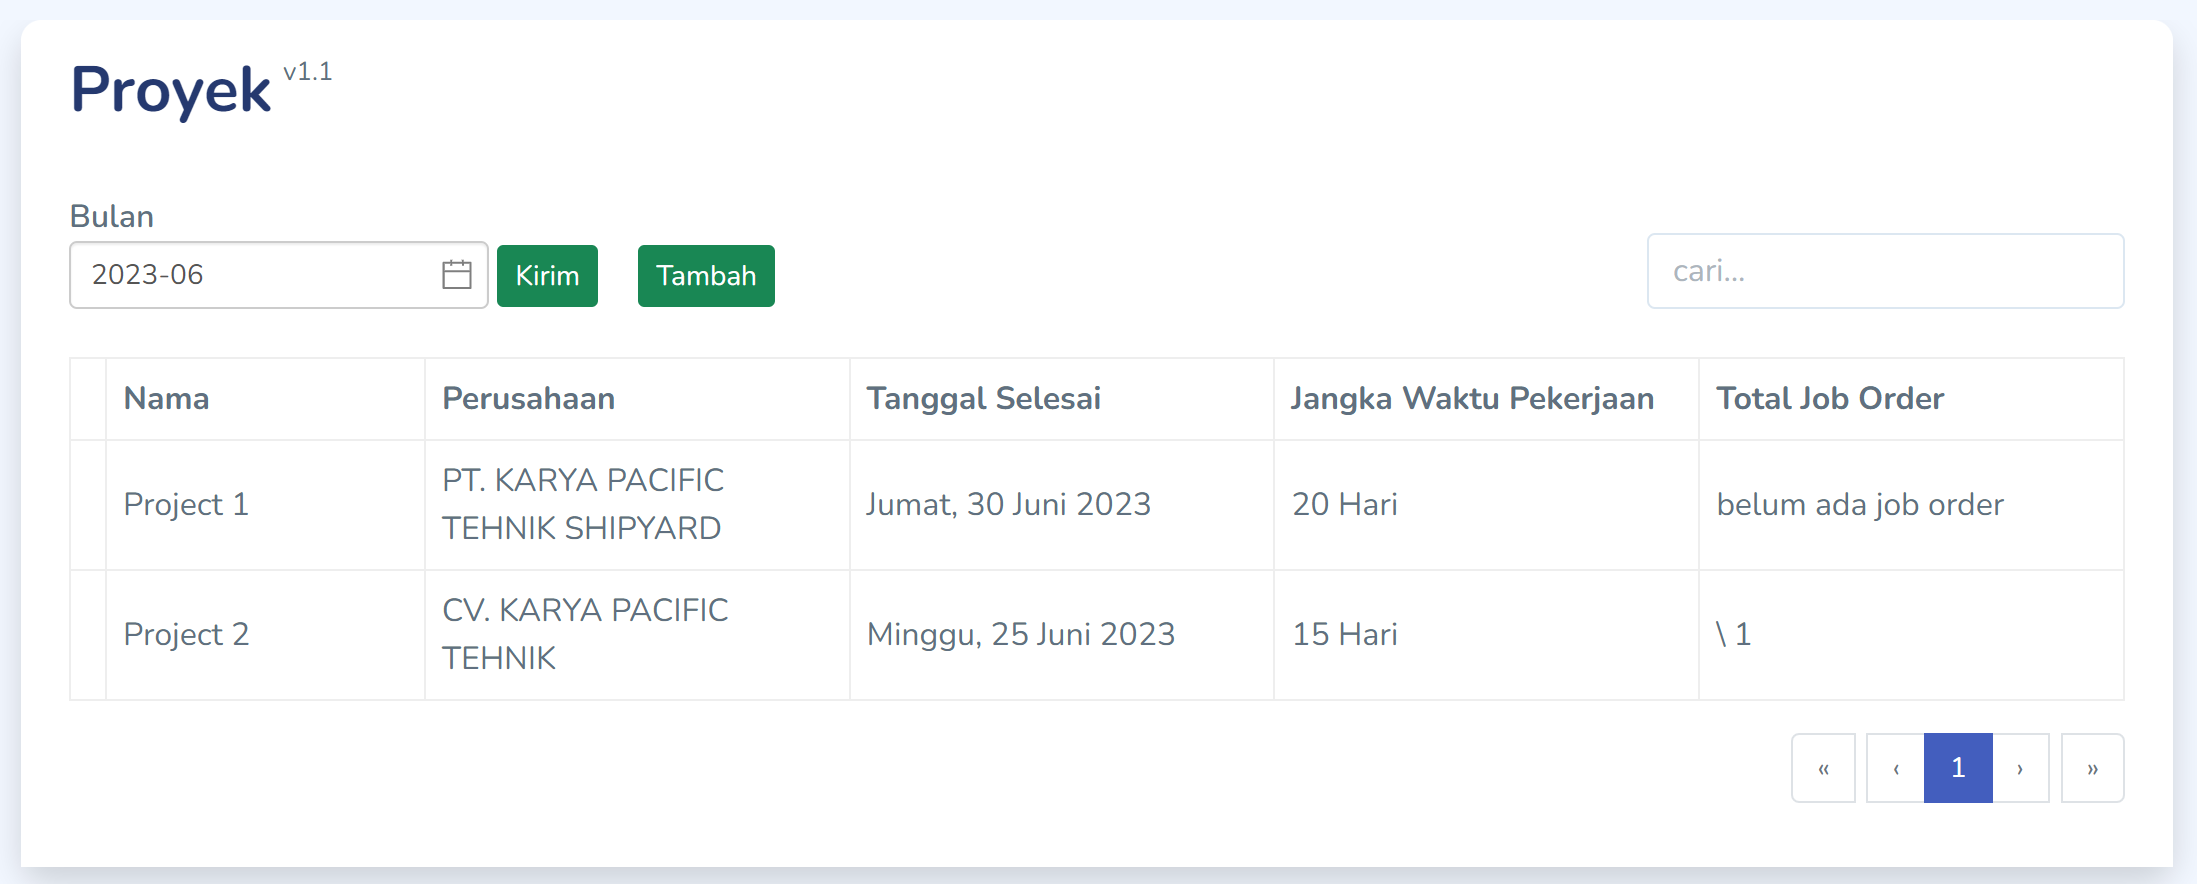 Proyek v1.1
Bulan
2023-06 Kirim Tambah cari...
Nama Perusahaan Tanggal Selesai Jangka Waktu Pekerjaan Total Job Order
Project 1 PT. KARYA PACIFIC TEHNIK SHIPYARD Jumat, 30 Juni 2023 20 Hari belum ada job order
Project 2 CV. KARYA PACIFIC TEHNIK Minggu, 25 Juni 2023 15 Hari \ 1
« ‹ 1 › »